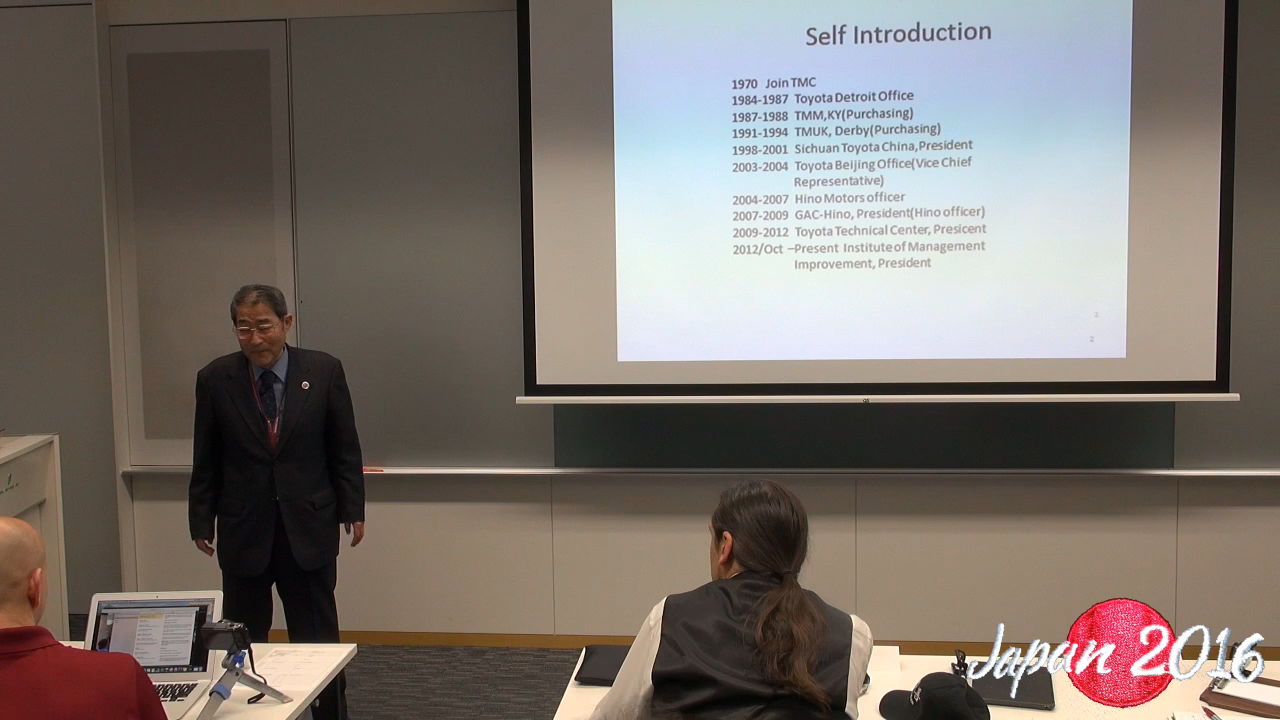 Self Introduction
1970 Join TMC
1984-1987 Toyota Detroit Office
1987-1988 TMM,KY(Purchasing)
1991-1994 TMUK, Derby(Purchasing)
1998-2001 Sichuan Toyota China,President
2003-2004 Toyota Beijing Office(Vice Chief
Representative)
2004-2007 Hino Motors officer
2007-2009 GAC-Hino, President(Hino officer)
2009-2012 Toyota Technical Center, Presicent
2012/Oct –Present Institute of Management
Improvement, President
2
2
Japan 2016